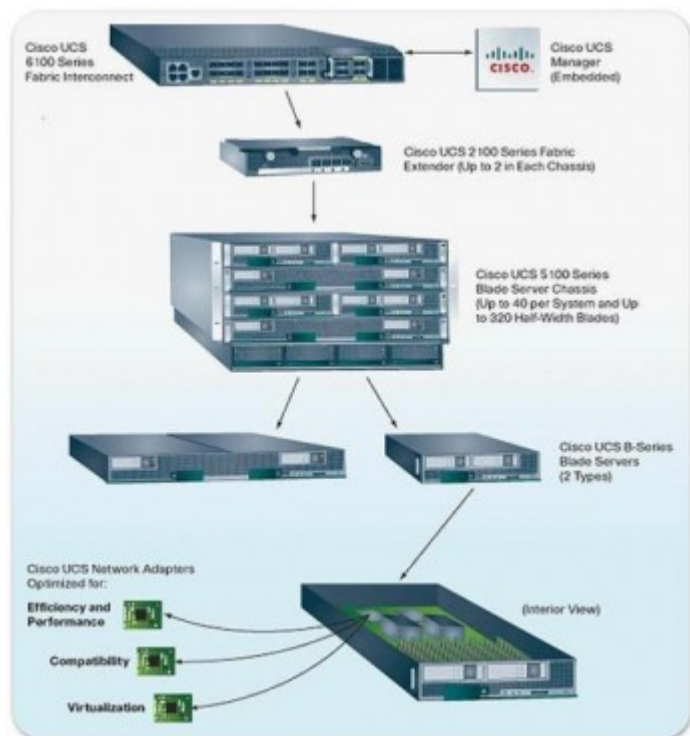 Cisco UCS
6100 Series
Fabric Interconnect
CISCO.
Cisco UCS
Manager
(Embedded)
Cisco UCS 2100 Series Fabric
Extender (Up to 2 in Each Chassis)
Cisco UCS 5100 Series
Blade Server Chassis
(Up to 40 per System and Up
to 320 Half-Width Blades)
Cisco UCS B-Series
Blade Servers
(2 Types)
Cisco UCS Network Adapters
Optimized for:
Efficiency and
Performance
Compatibility
Virtualization
(Interior View)